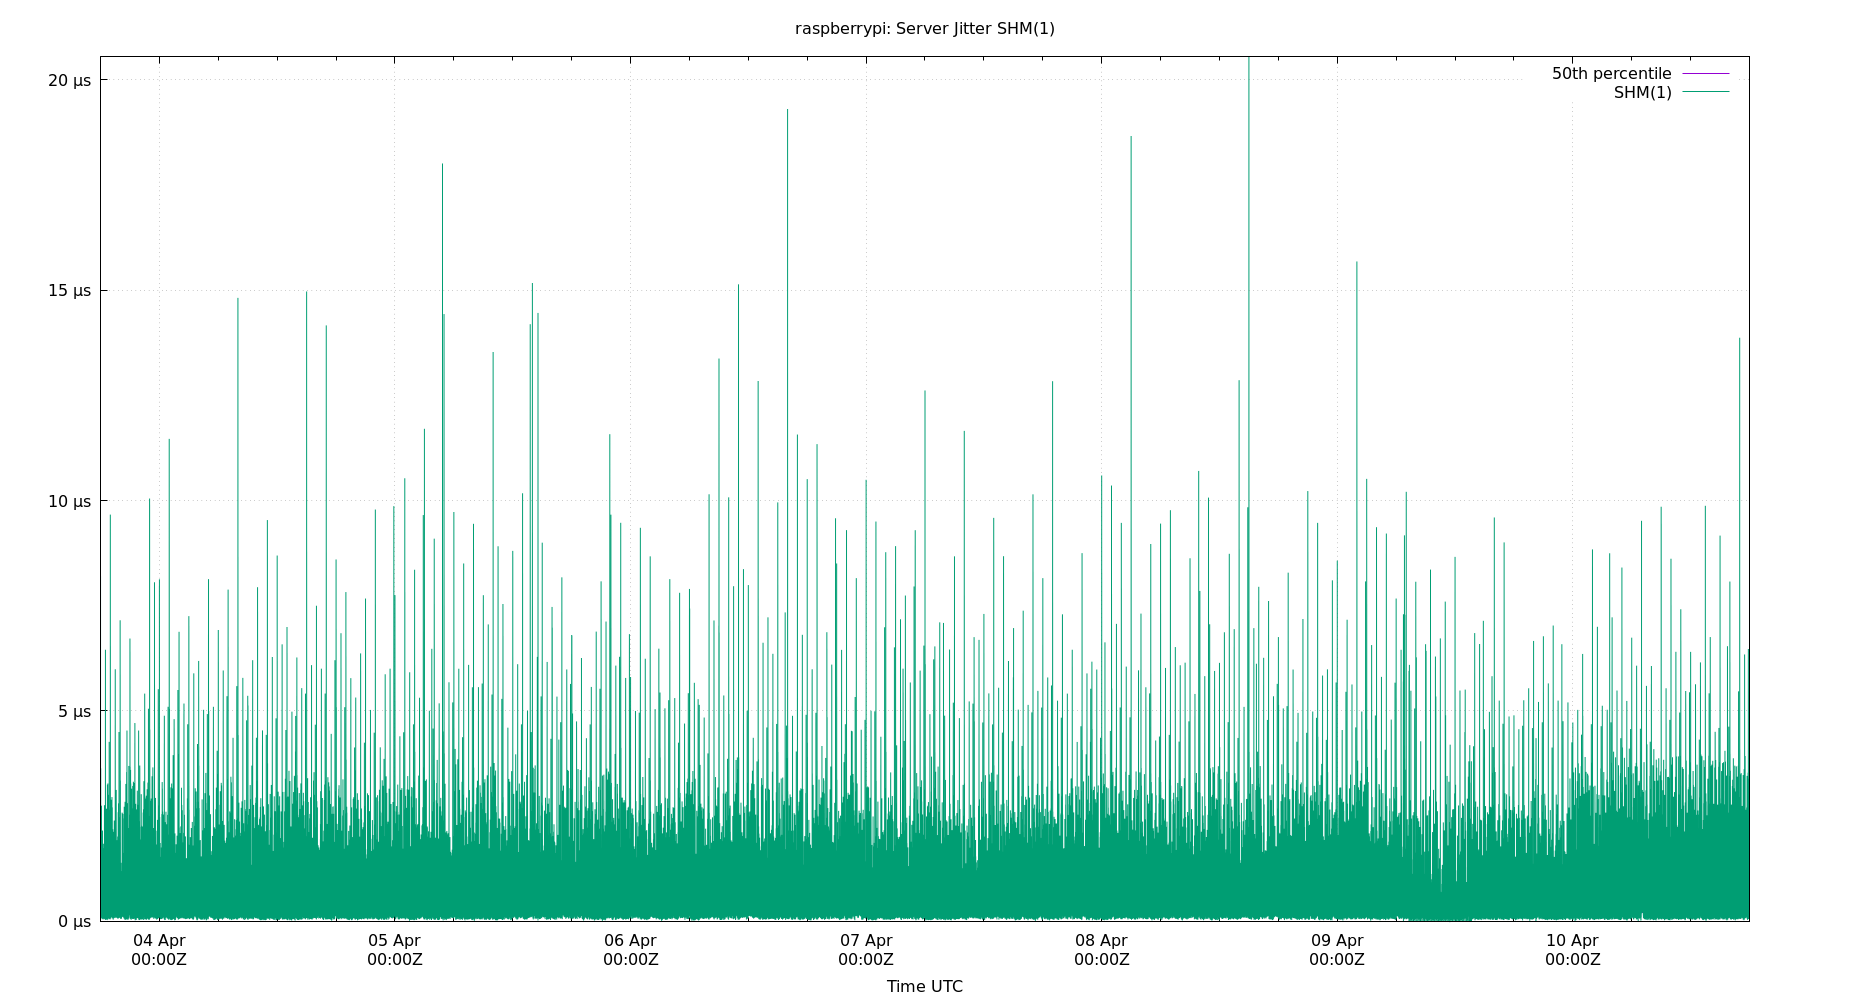 raspberrypi: Server Jitter SHM(1)
50th percentile
SHM(1)
20 µs
15 µs
10 µs
5 µs
0 µs
04 Apr 05 Apr 06 Apr 07 Apr 08 Apr 09 Apr 10 Apr
00:00Z 00:00Z 00:00Z 00:00Z 00:00Z 00:00Z 00:00Z
Time UTC